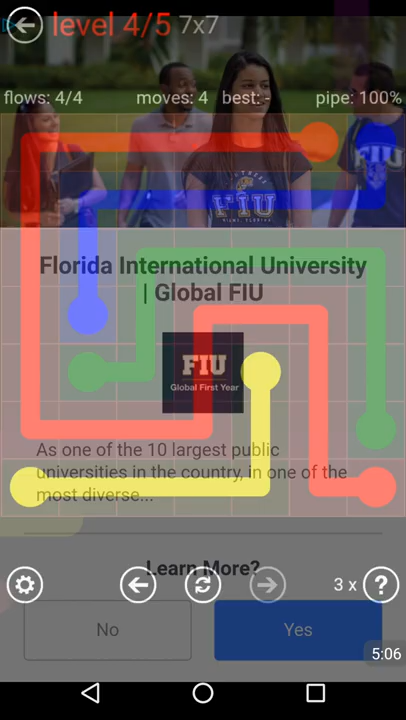 level 4/5 7x7
flows: 4/4 moves: 4 best: - pipe: 100%
FIU
FIU
Florida International University
| Global FIU
FIU
Global First Year
As one of the 10 largest public
universities in the country, in one of the
most diverse...
Learn More?
3 x ?
No Yes
5:06